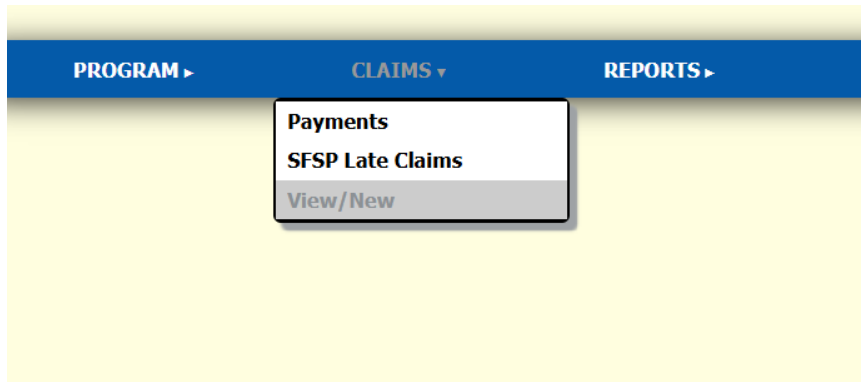 PROGRAM ▸ CLAIMS ▾ REPORTS ▸
Payments
SFSP Late Claims
View/New